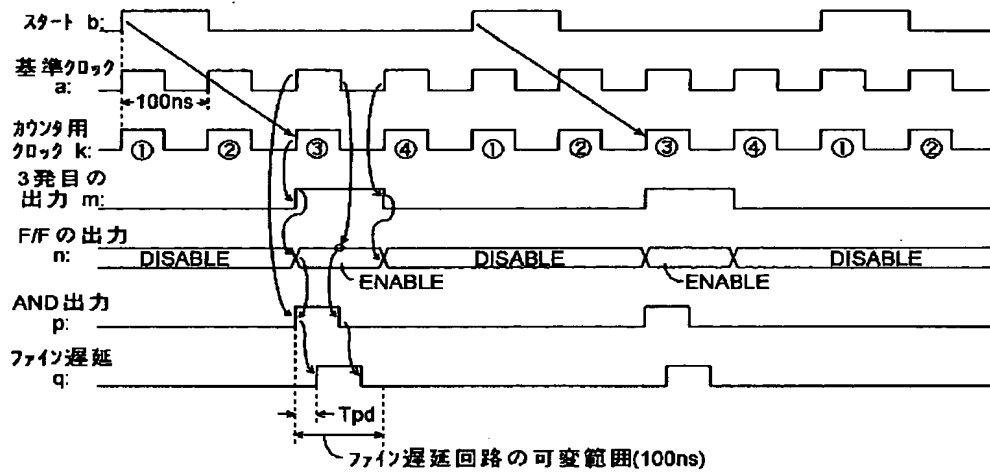 スタート b:
基準クロック
a:
100ns
カウンタ用
クロック k:
① ② ③ ④ ① ② ③ ④ ① ②
3発目の
出力 m:
F/Fの出力
n:
DISABLE ENABLE DISABLE ENABLE DISABLE
AND出力
p:
ファイン遅延
q:
Tpd
ファイン遅延回路の可変範囲(100ns)